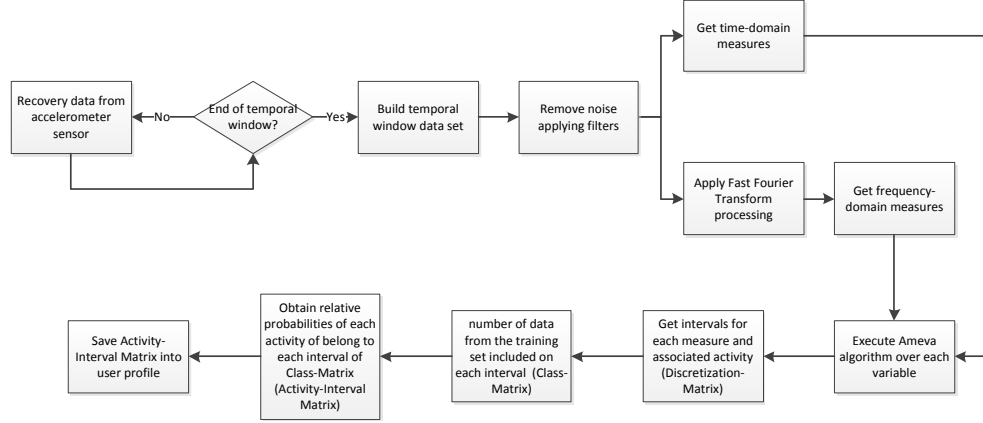 Get time-domain
measures
Recovery data from
accelerometer
sensor
No
End of temporal
window?
Yes
Build temporal
window data set
Remove noise
applying filters
Apply Fast Fourier
Transform
processing
Get frequency-
domain measures
Save Activity-
Interval Matrix into
user profile
Obtain relative
probabilities of each
activity of belong to
each interval of
Class-Matrix
(Activity-Interval
Matrix)
number of data
from the training
set included on
each interval (Class-
Matrix)
Get intervals for
each measure and
associated activity
(Discretization-
Matrix)
Execute Ameva
algorithm over each
variable